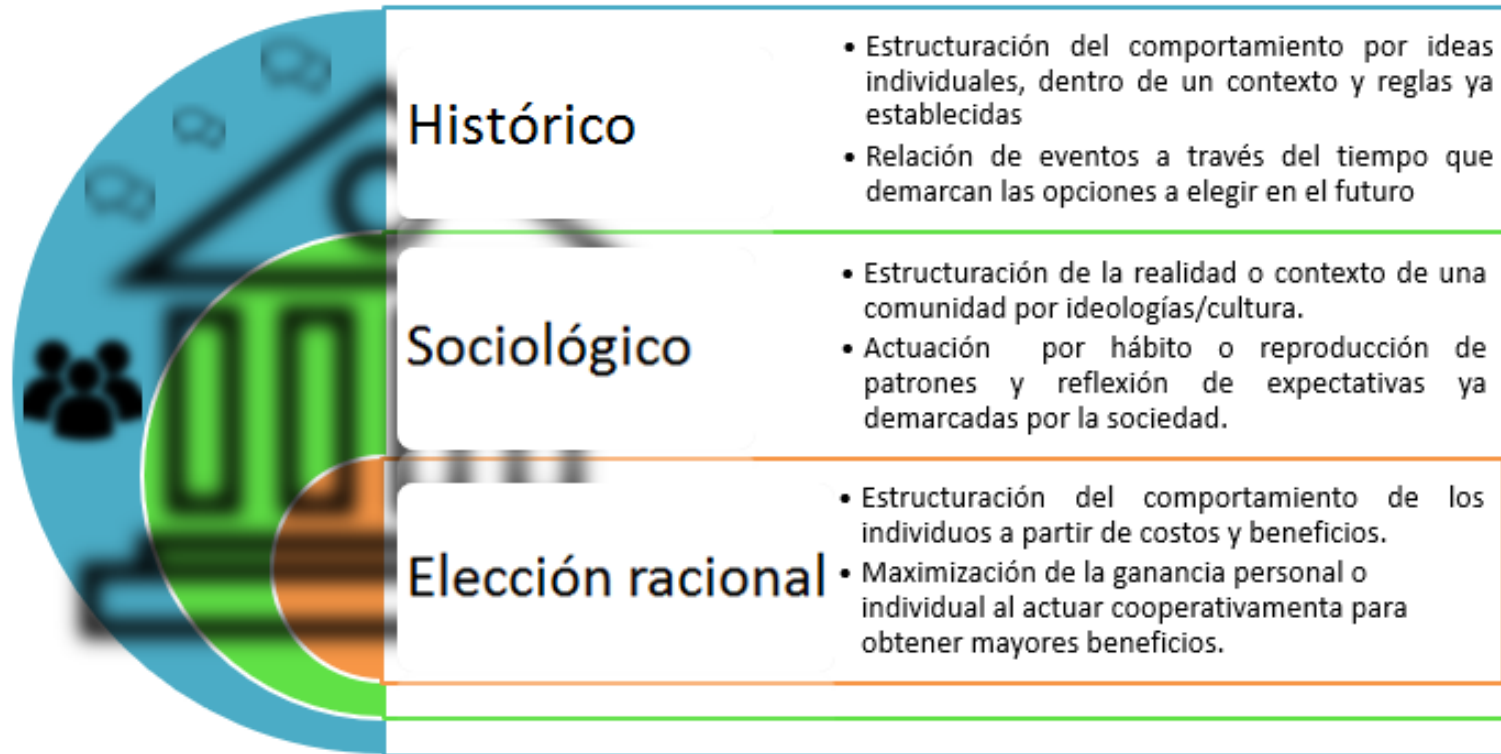 Histórico
• Estructuración del comportamiento por ideas
individuales, dentro de un contexto y reglas ya
establecidas
• Relación de eventos a través del tiempo que
demarcan las opciones a elegir en el futuro
Sociológico
• Estructuración de la realidad o contexto de una
comunidad por ideologías/cultura.
• Actuación por hábito o reproducción de
patrones y reflexión de expectativas ya
demarcadas por la sociedad.
Elección racional
• Estructuración del comportamiento de los
individuos a partir de costos y beneficios.
• Maximización de la ganancia personal o
individual al actuar cooperativamenta para
obtener mayores beneficios.